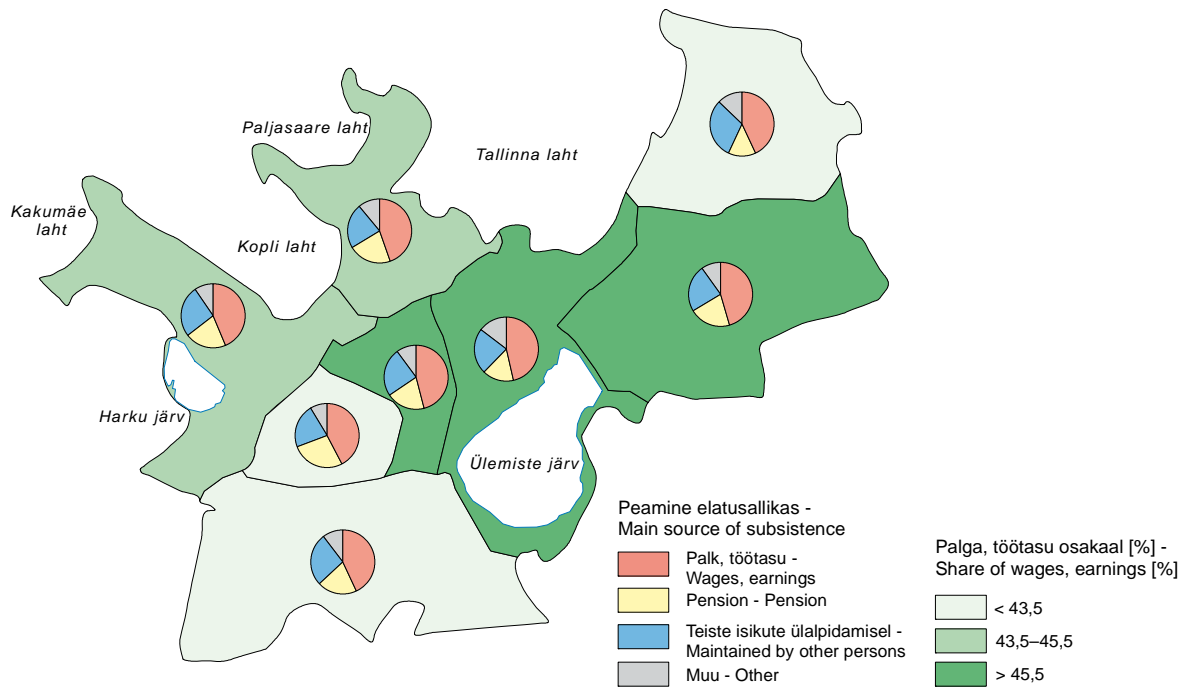 Paljasaare laht
Tallinna laht
Kakumäe
laht
Kopli laht
Harku järv
Ülemiste järv
Peamine elatusallikas -
Main source of subsistence
Palk, töötasu -
Wages, earnings
Pension - Pension
Teiste isikute ülalpidamisel -
Maintained by other persons
Muu - Other
Palga, töötasu osakaal [%] -
Share of wages, earnings [%]
< 43,5
43,5–45,5
> 45,5